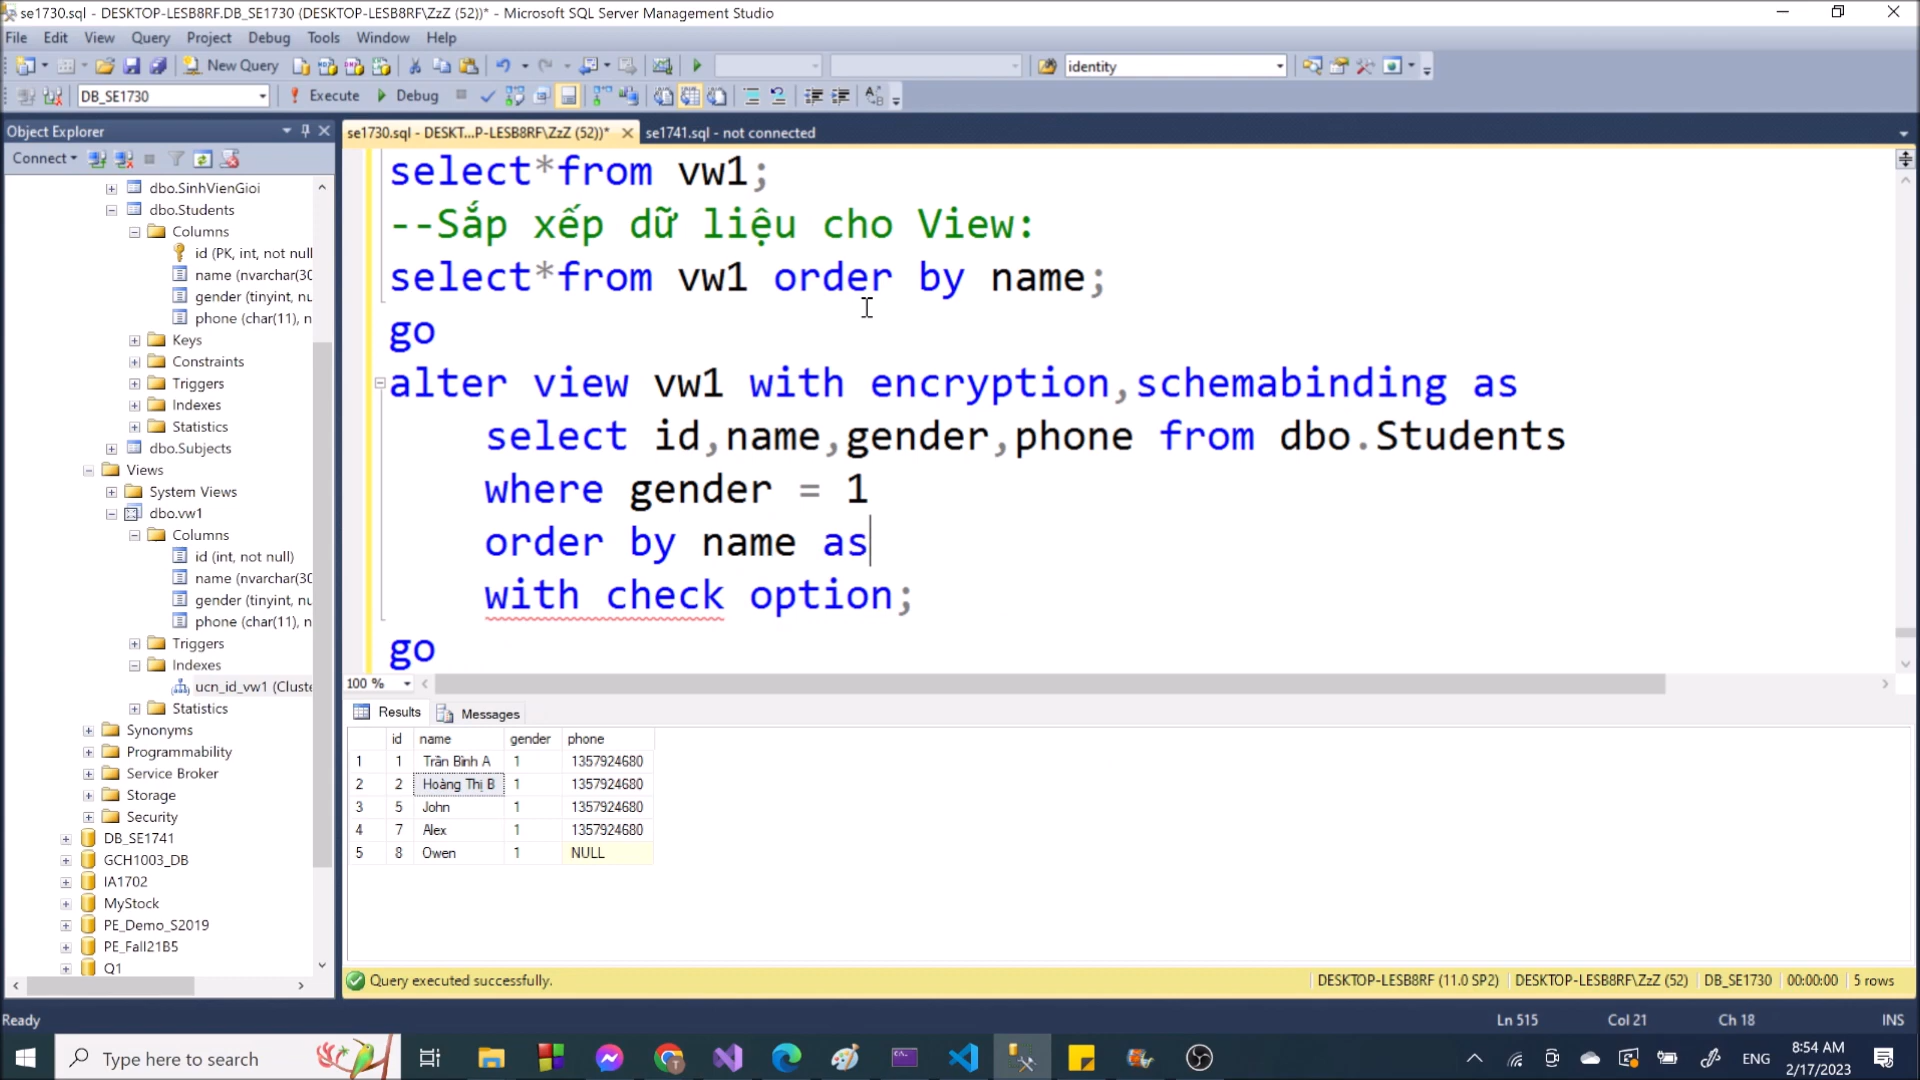 se1730.sql - DESKTOP-LESB8RF.DB_SE1730 (DESKTOP-LESB8RF\ZzZ (52))* - Microsoft SQL Server Management Studio
File Edit View Query Project Debug Tools Window Help
New Query identity
DB_SE1730 Execute Debug
Object Explorer
Connect
dbo.SinhVienGioi
dbo.Students
Columns
id (PK, int, not null
name (nvarchar(30
gender (tinyint, nu
phone (char(11), n
Keys
Constraints
Triggers
Indexes
Statistics
dbo.Subjects
Views
System Views
dbo.vw1
Columns
id (int, not null)
name (nvarchar(30
gender (tinyint, nu
phone (char(11), n
Triggers
Indexes
ucn_id_vw1 (Cluste
Statistics
Synonyms
Programmability
Service Broker
Storage
Security
DB_SE1741
GCH1003_DB
IA1702
MyStock
PE_Demo_S2019
PE_Fall21B5
Q1
se1730.sql - DESKT...P-LESB8RF\ZzZ (52))* se1741.sql - not connected
select*from vw1;
--Sắp xếp dữ liệu cho View:
select*from vw1 order by name;
go
alter view vw1 with encryption,schemabinding as
select id,name,gender,phone from dbo.Students
where gender = 1
order by name as
with check option;
go
100 %
Results Messages
id name gender phone
1 1 Trần Bình A 1 1357924680
2 2 Hoàng Thị B 1 1357924680
3 5 John 1 1357924680
4 7 Alex 1 1357924680
5 8 Owen 1 NULL
Query executed successfully. DESKTOP-LESB8RF (11.0 SP2) DESKTOP-LESB8RF\ZzZ (52) DB_SE1730 00:00:00 5 rows
Ready Ln 515 Col 21 Ch 18 INS
Type here to search ENG 8:54 AM
2/17/2023